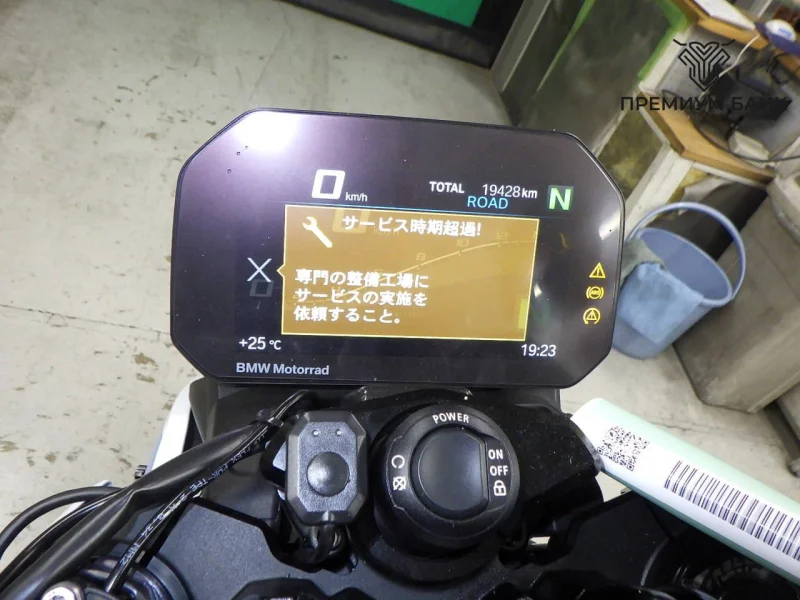 ПРЕМИУМ БАЙК
0 km/h
TOTAL 19428 km
ROAD
N
サービス時期超過!
専門の整備工場に
サービスの実施を
依頼すること。
ABS
+25 ℃
19:23
BMW Motorrad
POWER
ON
OFF